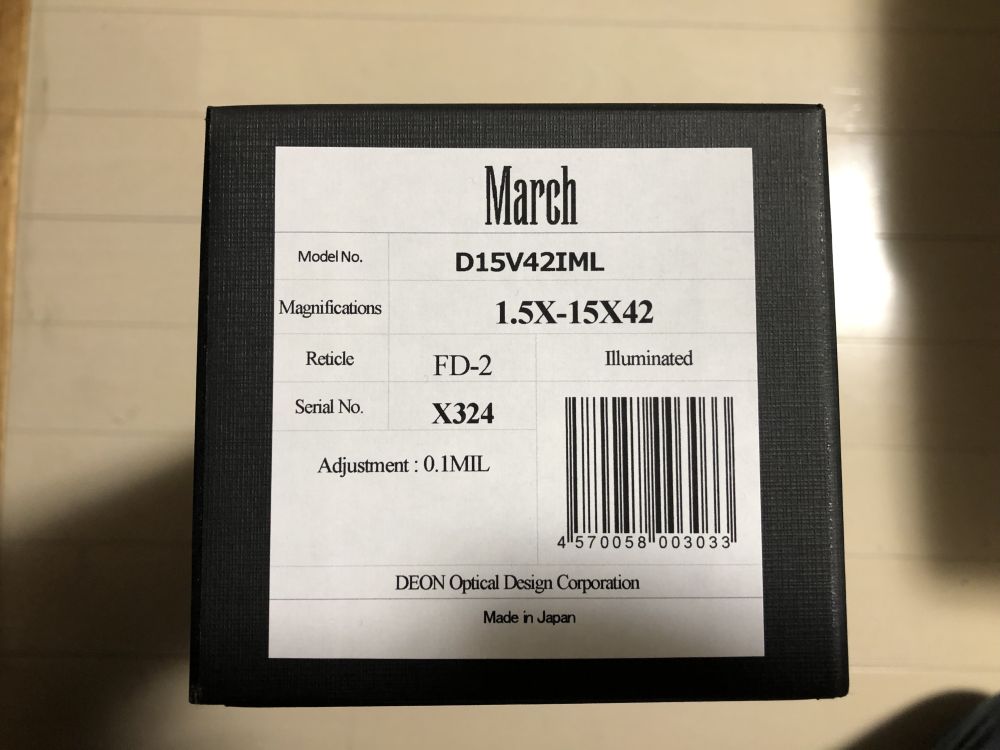 March
Model No. D15V42IML
Magnifications 1.5X-15X42
Reticle FD-2 Illuminated
Serial No. X324
Adjustment : 0.1MIL
4 570058 003033
DEON Optical Design Corporation
Made in Japan